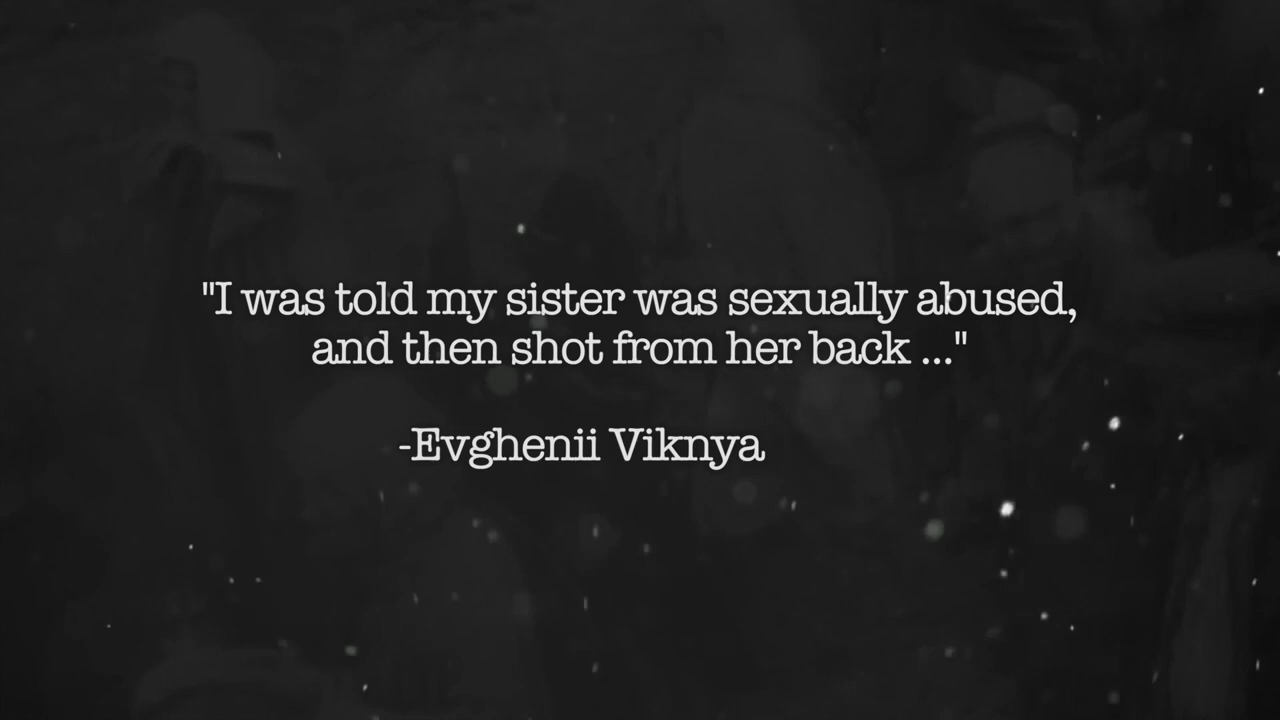 "I was told my sister was sexually abused,
and then shot from her back ..."
-Evghenii Viknya